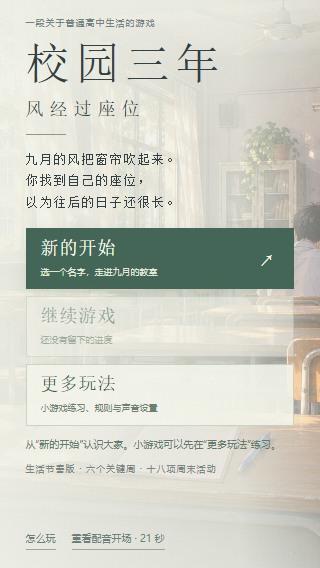 一段关于普通高中生活的游戏
校园三年
风经过座位
九月的风把窗帘吹起来。
你找到自己的座位，
以为往后的日子还很长。
新的开始
选一个名字，走进九月的教室
↗
继续游戏
还没有留下的进度
更多玩法
小游戏练习、规则与声音设置
从“新的开始”认识大家。小游戏可以先在“更多玩法”练习。
生活节奏版 · 六个关键周 · 十八项周末活动
怎么玩 重看配音开场 · 21 秒